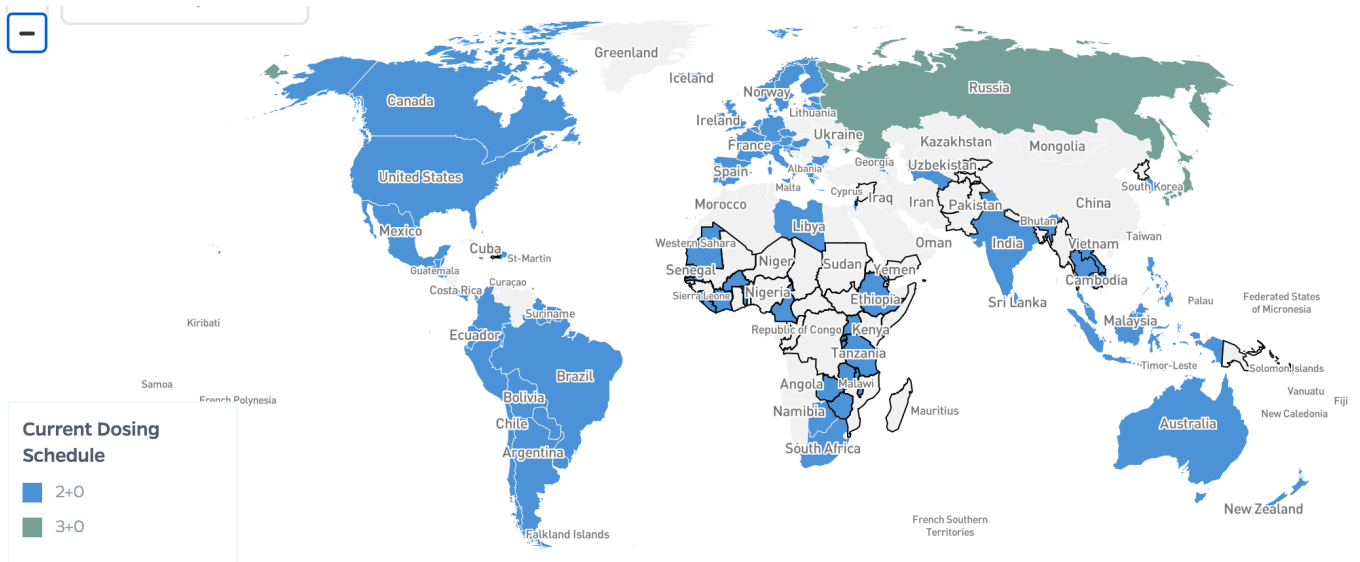 Greenland
Iceland
Norway
Russia
Canada
Lithuania
Ireland
Ukraine
France
Kazakhstan
Mongolia
United States
Spain
Albania
Georgia
Uzbekistan
South Korea
Malta
Cyprus
Iraq
Iran
Pakistan
China
Morocco
Mexico
Libya
Bhutan
Cuba
St-Martin
Western Sahara
Oman
India
Vietnam
Taiwan
Guatemala
Senegal
Niger
Sudan
Yemen
Cambodia
Costa Rica
Curaçao
Sierra Leone
Nigeria
Ethiopia
Sri Lanka
Palau
Federated States
of Micronesia
Kiribati
Suriname
Republic of Congo
Kenya
Malaysia
Ecuador
Tanzania
Timor-Leste
Solomon Islands
Samoa
Brazil
Angola
Malawi
Vanuatu
French Polynesia
Bolivia
Namibia
Mauritius
New Caledonia
Fiji
Chile
Australia
Argentina
South Africa
New Zealand
Falkland Islands
French Southern
Territories
Current Dosing
Schedule
2+0
3+0